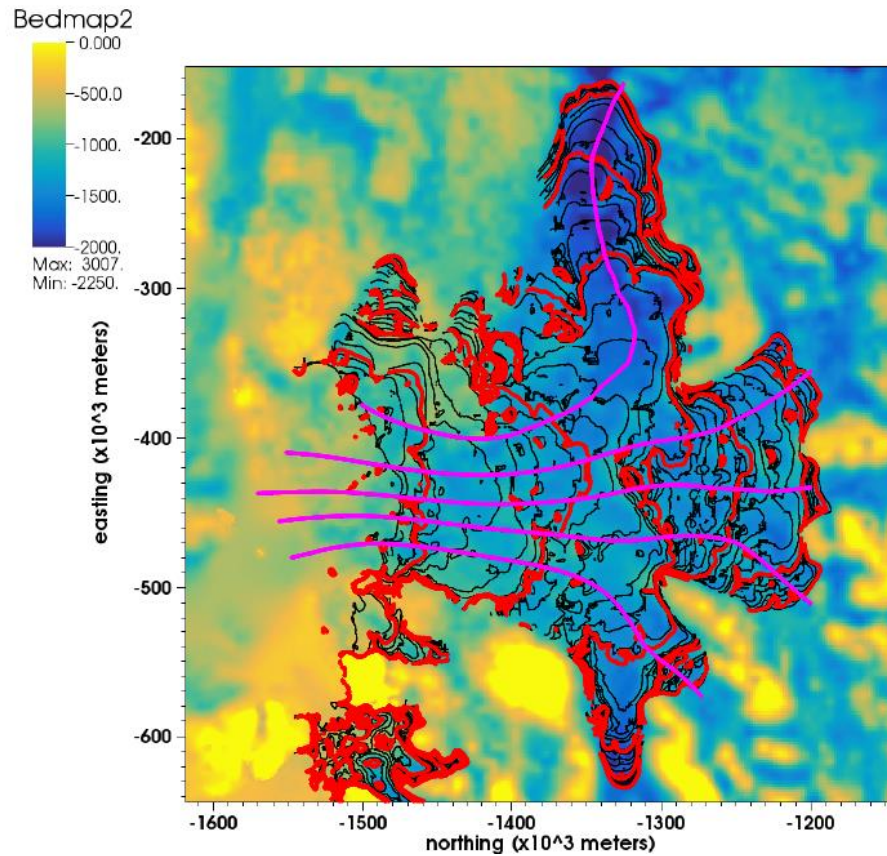 Bedmap2
0.000
-500.0
-1000.
-1500.
-2000.
Max: 3007.
Min: -2250.
-200
-300
-400
-500
-600
easting (x10^3 meters)
-1600 -1500 -1400 -1300 -1200
northing (x10^3 meters)